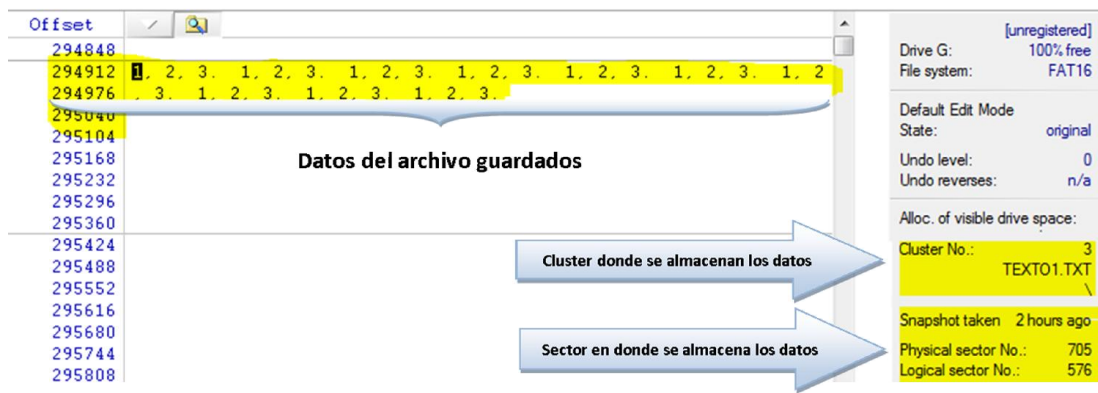 Offset
294848
294912 1, 2, 3. 1, 2, 3. 1, 2, 3. 1, 2, 3. 1, 2, 3. 1, 2, 3. 1, 2
294976 , 3. 1, 2, 3. 1, 2, 3. 1, 2, 3.
295040
295104
295168
295232
295296
295360
295424
295488
295552
295616
295680
295744
295808
Datos del archivo guardados
Cluster donde se almacenan los datos
Sector en donde se almacena los datos
[unregistered]
Drive G: 100% free
File system: FAT16
Default Edit Mode
State: original
Undo level: 0
Undo reverses: n/a
Alloc. of visible drive space:
Cluster No.: 3
TEXTO1.TXT
\
Snapshot taken 2 hours ago
Physical sector No.: 705
Logical sector No.: 576